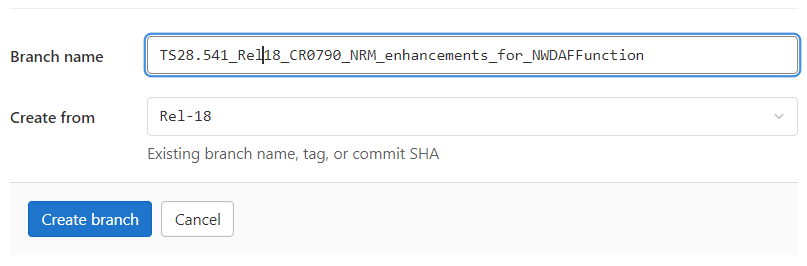 Branch name
TS28.541_Rel18_CR0790_NRM_enhancements_for_NWDAFFunction
Create from
Rel-18
Existing branch name, tag, or commit SHA
Create branch
Cancel